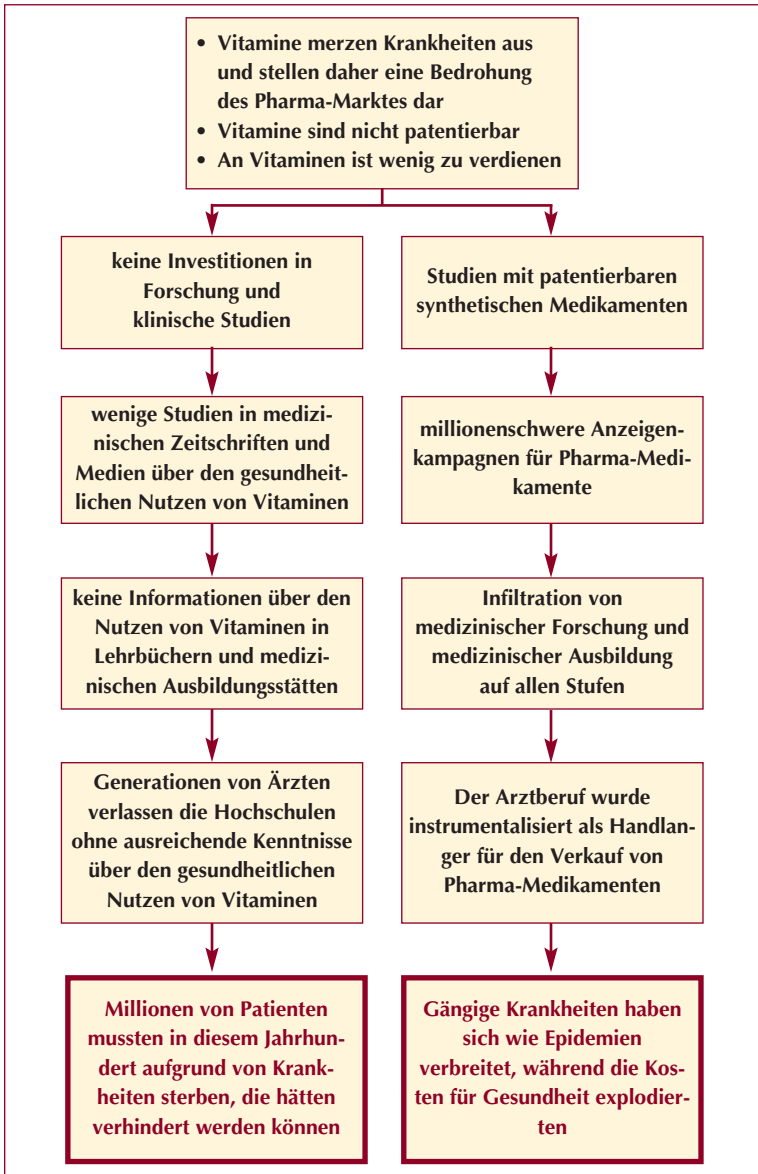 • Vitamine merzen Krankheiten aus
und stellen daher eine Bedrohung
des Pharma-Marktes dar
• Vitamine sind nicht patentierbar
• An Vitaminen ist wenig zu verdienen
keine Investitionen in
Forschung und
klinische Studien
wenige Studien in medizi-
nischen Zeitschriften und
Medien über den gesundheit-
lichen Nutzen von Vitaminen
keine Informationen über den
Nutzen von Vitaminen in
Lehrbüchern und medizi-
nischen Ausbildungsstätten
Generationen von Ärzten
verlassen die Hochschulen
ohne ausreichende Kenntnisse
über den gesundheitlichen
Nutzen von Vitaminen
Millionen von Patienten
mussten in diesem Jahrhun-
dert aufgrund von Krank-
heiten sterben, die hätten
verhindert werden können
Studien mit patentierbaren
synthetischen Medikamenten
millionenschwere Anzeigen-
kampagnen für Pharma-Medi-
kamente
Infiltration von
medizinischer Forschung und
medizinischer Ausbildung
auf allen Stufen
Der Arztberuf wurde
instrumentalisiert als Handlan-
ger für den Verkauf von
Pharma-Medikamenten
Gängige Krankheiten haben
sich wie Epidemien
verbreitet, während die Kos-
ten für Gesundheit explodier-
ten